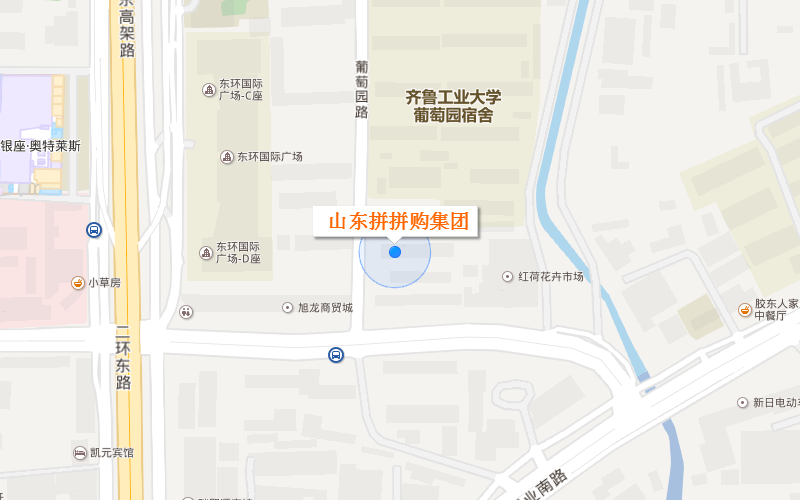 东高架路
葡萄园路
东环国际
广场-C座
齐鲁工业大学
葡萄园宿舍
银座·奥特莱斯
东环国际广场
山东拼拼购集团
东环国际
广场-D座
小草房
红荷花卉市场
旭龙商贸城
胶东人家
中餐厅
二环东路
新日电动车
凯元宾馆
业南路